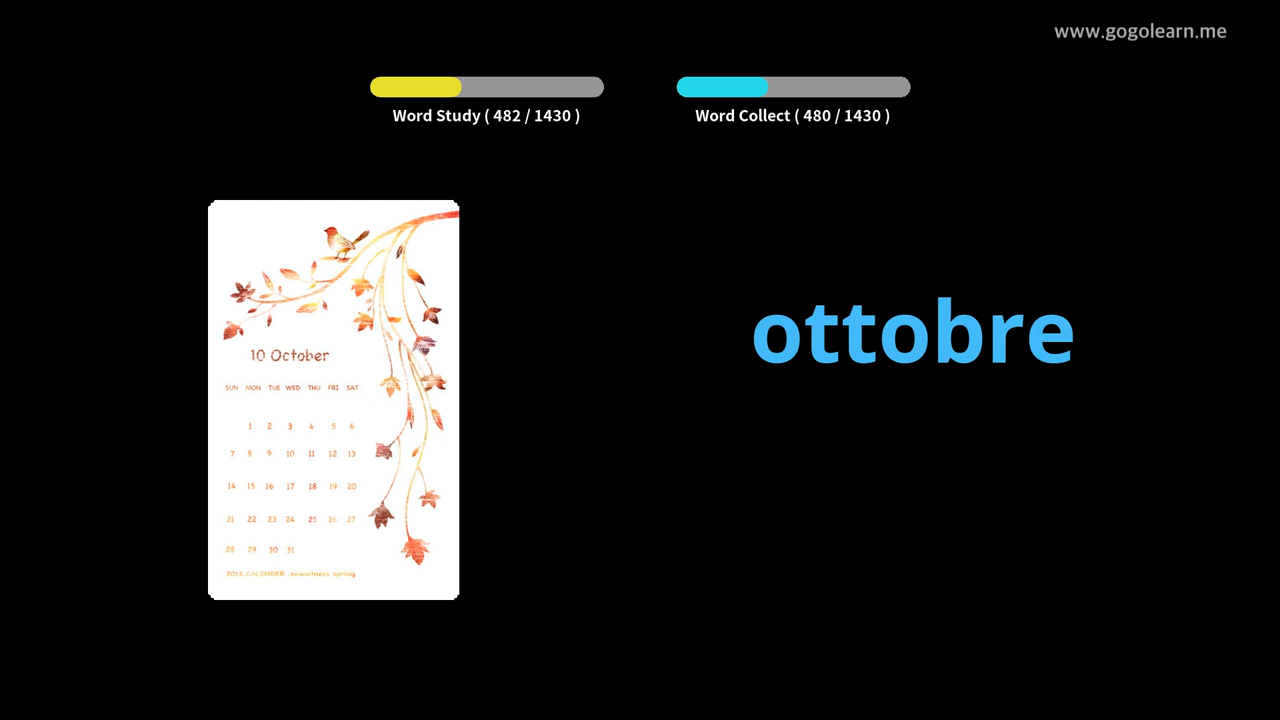 www.gogolearn.me
Word Study ( 482 / 1430 )
Word Collect ( 480 / 1430 )
10 October
SUN MON TUE WED THU FRI SAT
1 2 3 4 5 6
7 8 9 10 11 12 13
14 15 16 17 18 19 20
21 22 23 24 25 26 27
28 29 30 31
spring
ottobre